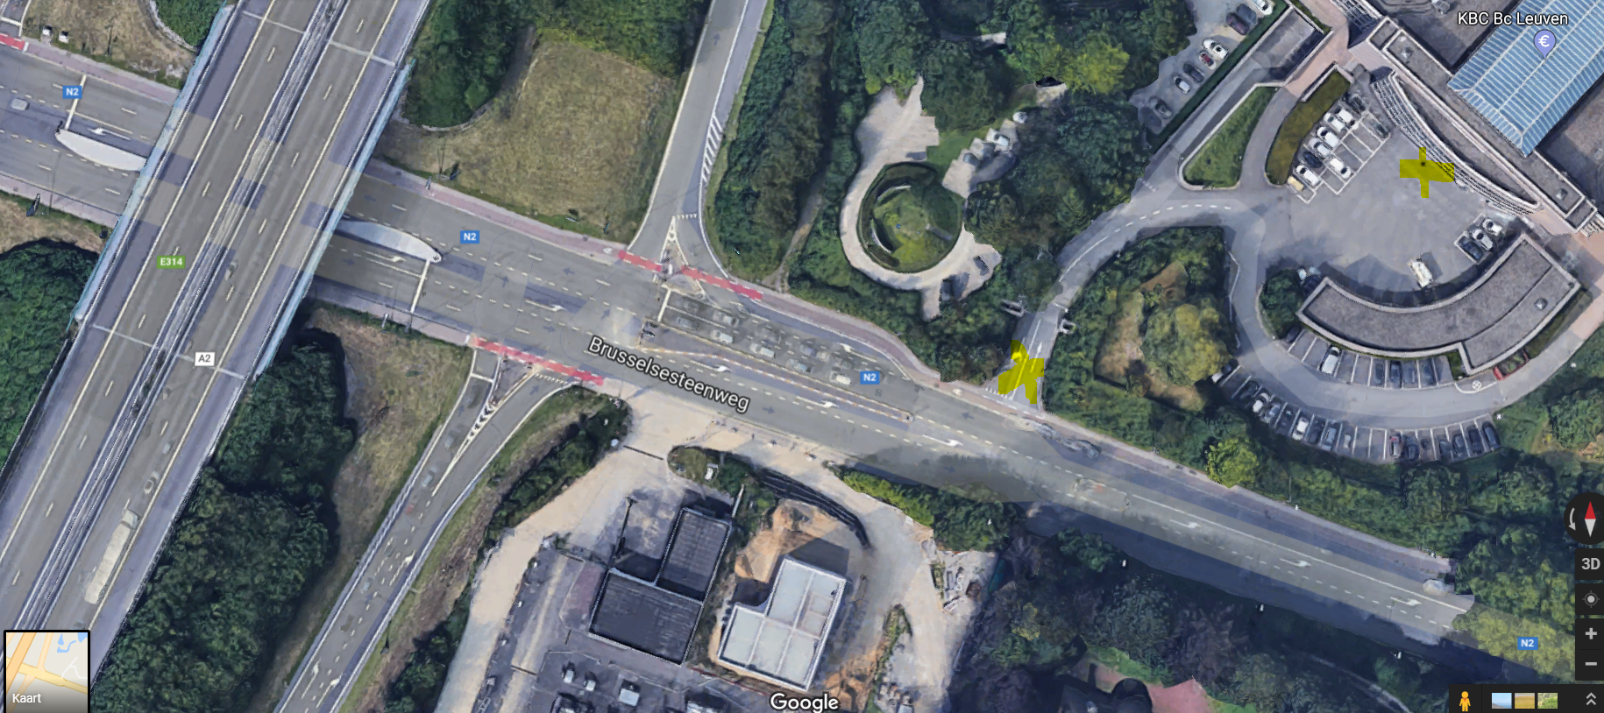 KBC Bc Leuven
€
N2
N2
E314
A2
Brusselsesteenweg
N2
3D
N2
Kaart
Google